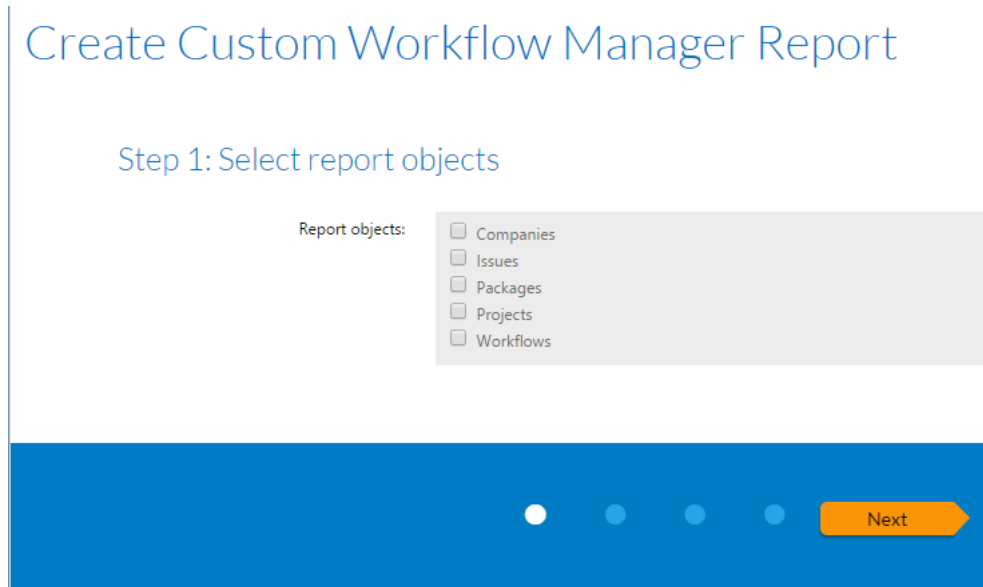 Create Custom Workflow Manager Report
Step 1: Select report objects
Report objects:
Companies
Issues
Packages
Projects
Workflows
Next